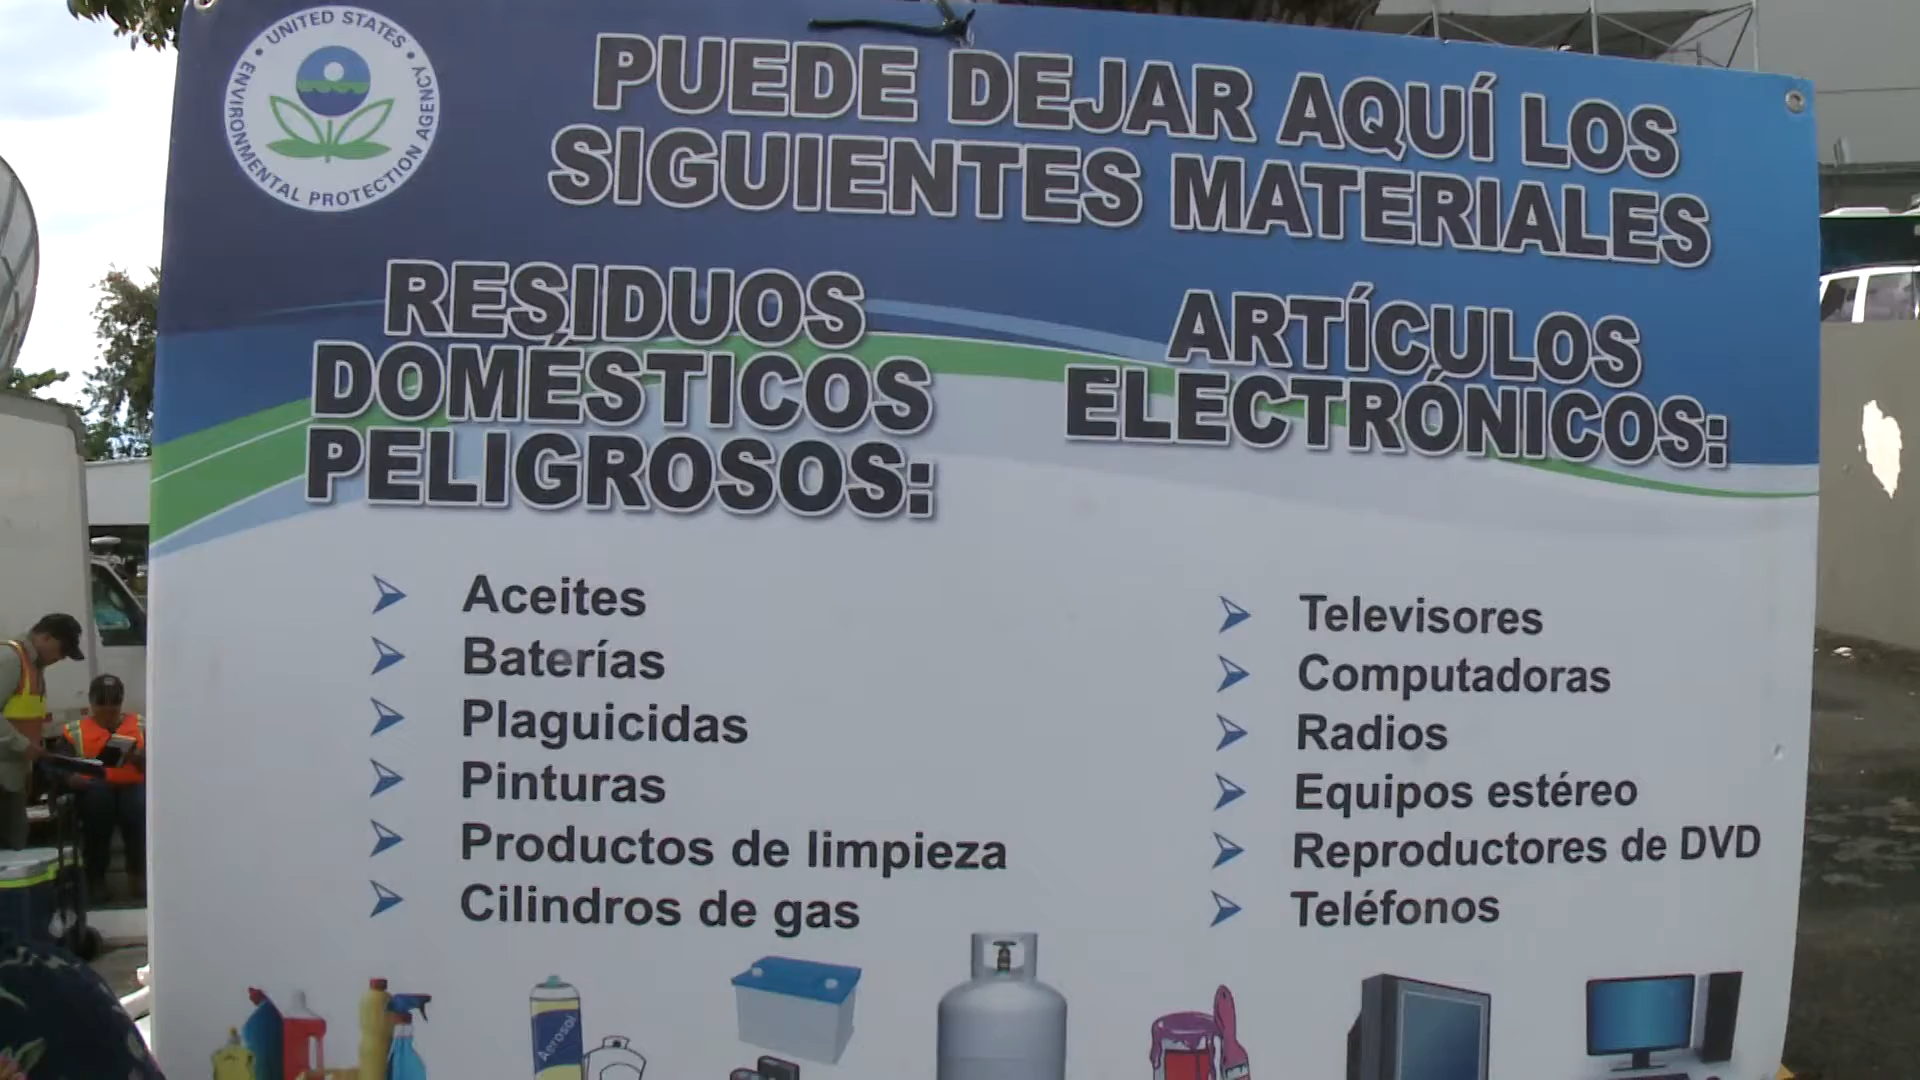 UNITED STATES
ENVIRONMENTAL PROTECTION AGENCY
PUEDE DEJAR AQUÍ LOS
SIGUIENTES MATERIALES
RESIDUOS
DOMÉSTICOS
PELIGROSOS:
Aceites
Baterías
Plaguicidas
Pinturas
Productos de limpieza
Cilindros de gas
ARTÍCULOS
ELECTRÓNICOS:
Televisores
Computadoras
Radios
Equipos estéreo
Reproductores de DVD
Teléfonos
Aerosol